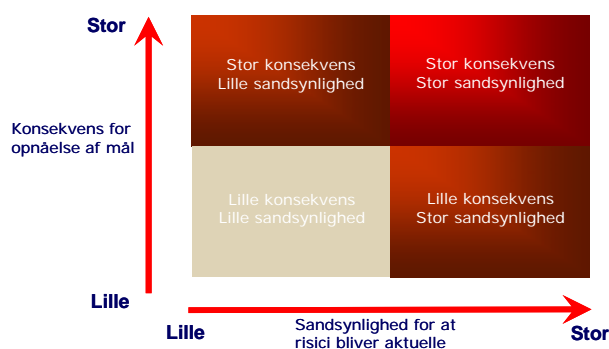 Stor
Stor konsekvens
Lille sandsynlighed
Stor konsekvens
Stor sandsynlighed
Konsekvens for
opnåelse af mål
Lille konsekvens
Lille sandsynlighed
Lille konsekvens
Stor sandsynlighed
Lille
Lille
Sandsynlighed for at
risici bliver aktuelle
Stor